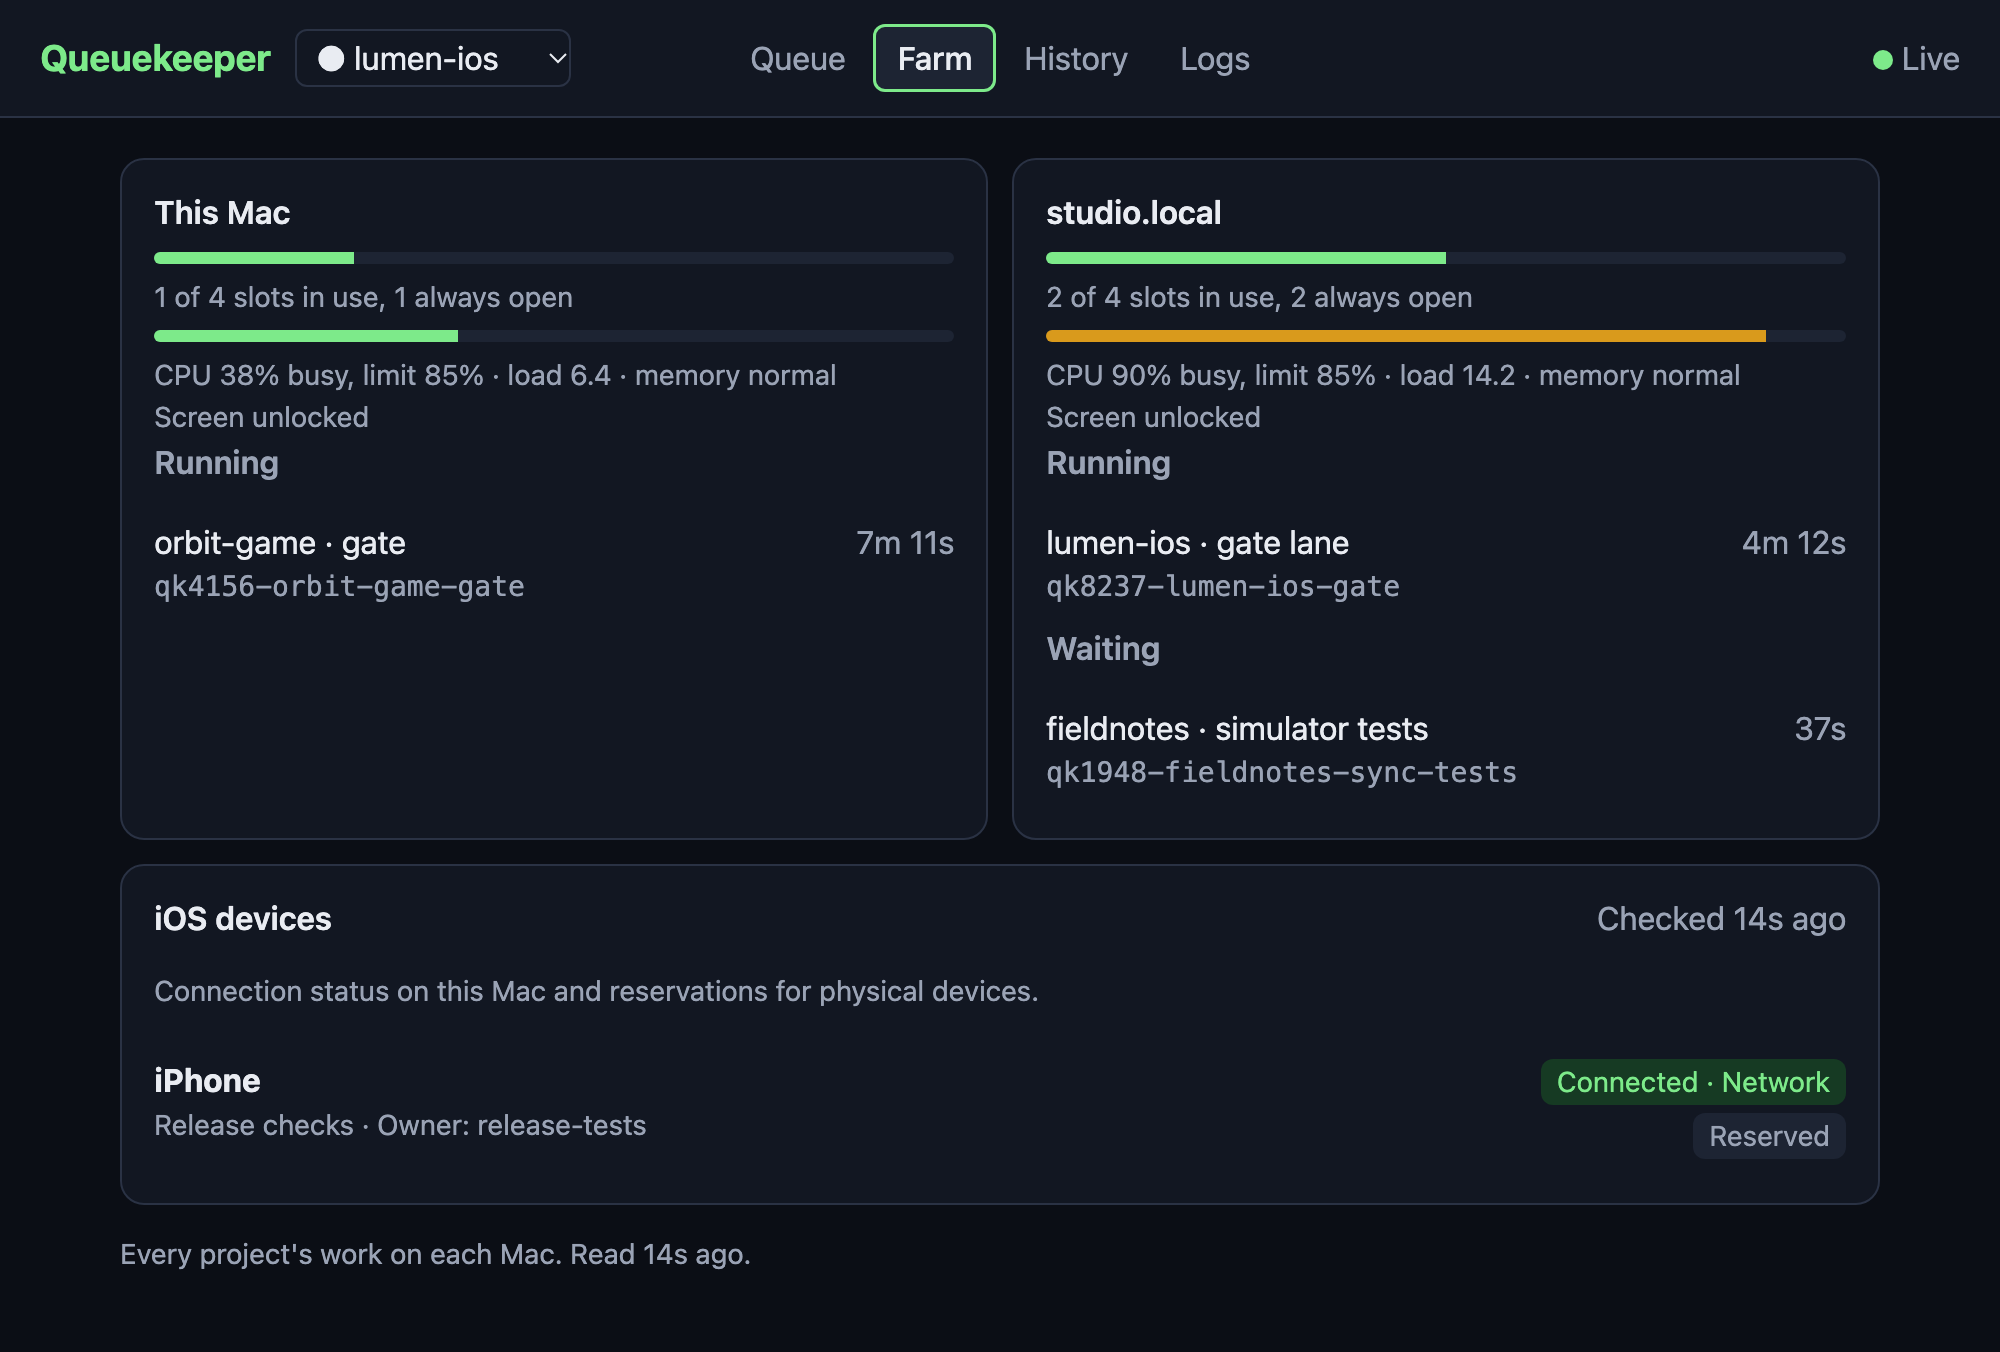 Queuekeeper
lumen-ios
Queue
Farm
History
Logs
Live
This Mac
1 of 4 slots in use, 1 always open
CPU 38% busy, limit 85% · load 6.4 · memory normal
Screen unlocked
Running
orbit-game · gate
7m 11s
qk4156-orbit-game-gate
studio.local
2 of 4 slots in use, 2 always open
CPU 90% busy, limit 85% · load 14.2 · memory normal
Screen unlocked
Running
lumen-ios · gate lane
4m 12s
qk8237-lumen-ios-gate
Waiting
fieldnotes · simulator tests
37s
qk1948-fieldnotes-sync-tests
iOS devices
Checked 14s ago
Connection status on this Mac and reservations for physical devices.
iPhone
Connected · Network
Release checks · Owner: release-tests
Reserved
Every project's work on each Mac. Read 14s ago.